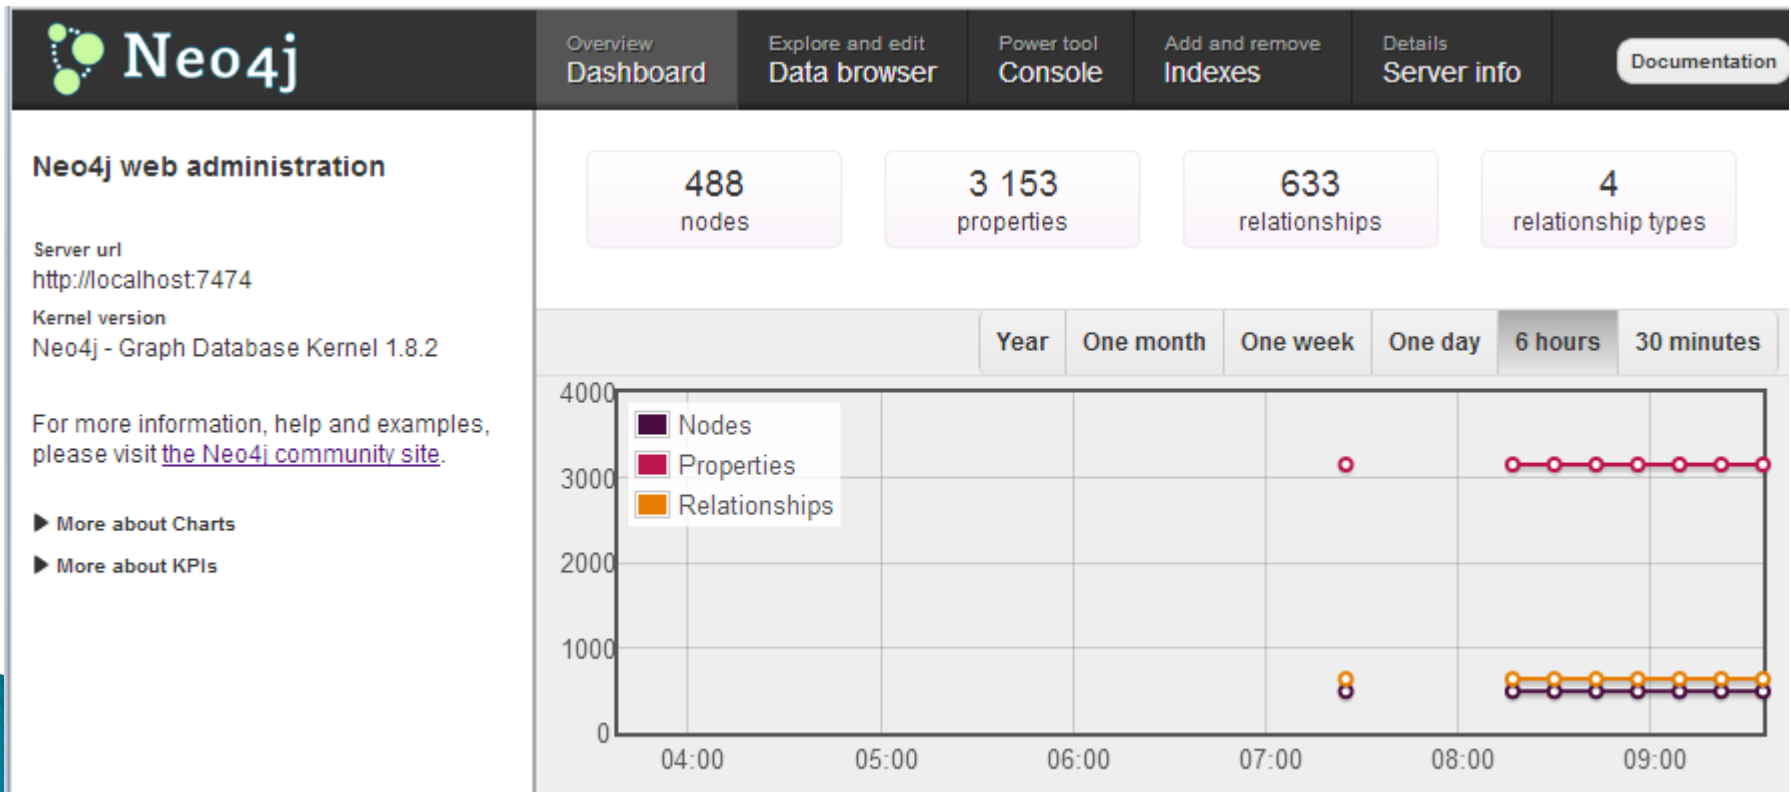 Neo4j
Overview
Dashboard
Explore and edit
Data browser
Power tool
Console
Add and remove
Indexes
Details
Server info
Documentation
Neo4j web administration
Server url
http://localhost:7474
Kernel version
Neo4j - Graph Database Kernel 1.8.2
For more information, help and examples,
please visit the Neo4j community site.
More about Charts
More about KPIs
488
nodes
3 153
properties
633
relationships
4
relationship types
Year
One month
One week
One day
6 hours
30 minutes
Nodes
Properties
Relationships
4000
3000
2000
1000
0
04:00
05:00
06:00
07:00
08:00
09:00